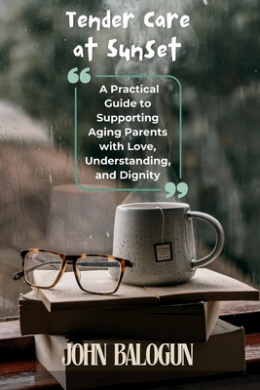 Tender Care
at SunSet
A Practical
Guide to
Supporting
Aging Parents
with Love,
Understanding,
and Dignity
JOHN BALOGUN